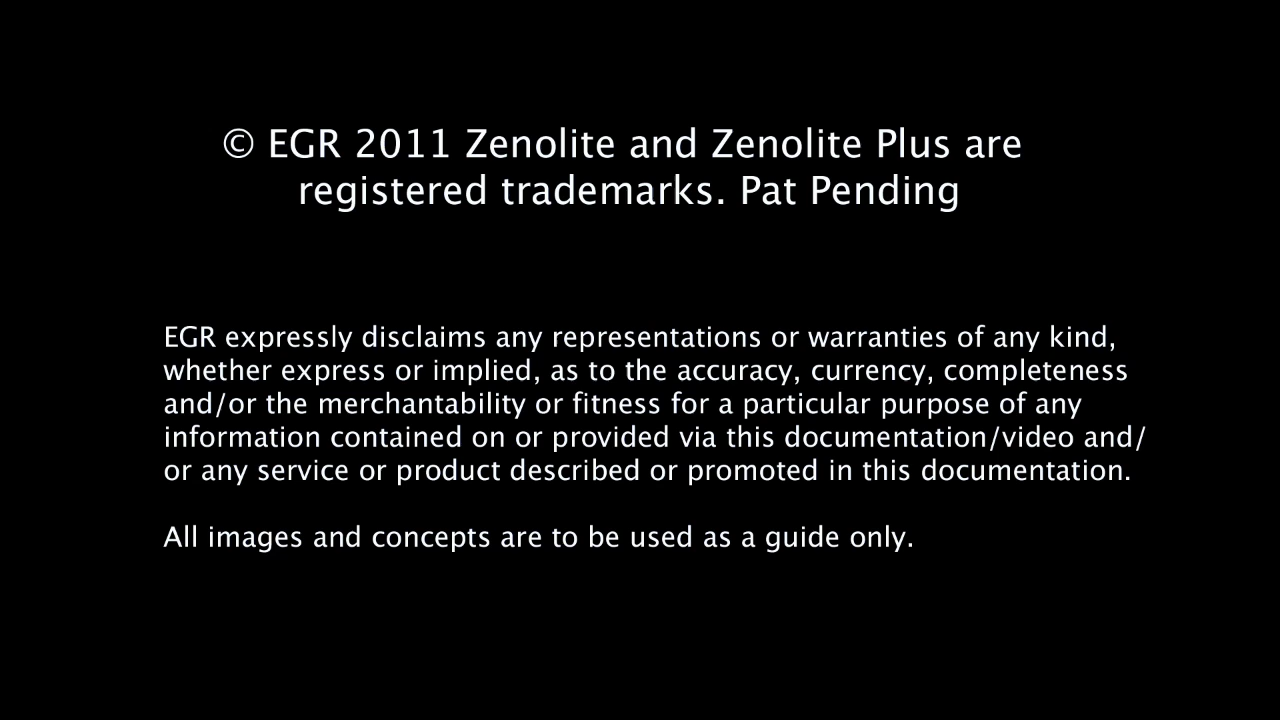 © EGR 2011 Zenolite and Zenolite Plus are
registered trademarks. Pat Pending
EGR expressly disclaims any representations or warranties of any kind,
whether express or implied, as to the accuracy, currency, completeness
and/or the merchantability or fitness for a particular purpose of any
information contained on or provided via this documentation/video and/
or any service or product described or promoted in this documentation.
All images and concepts are to be used as a guide only.